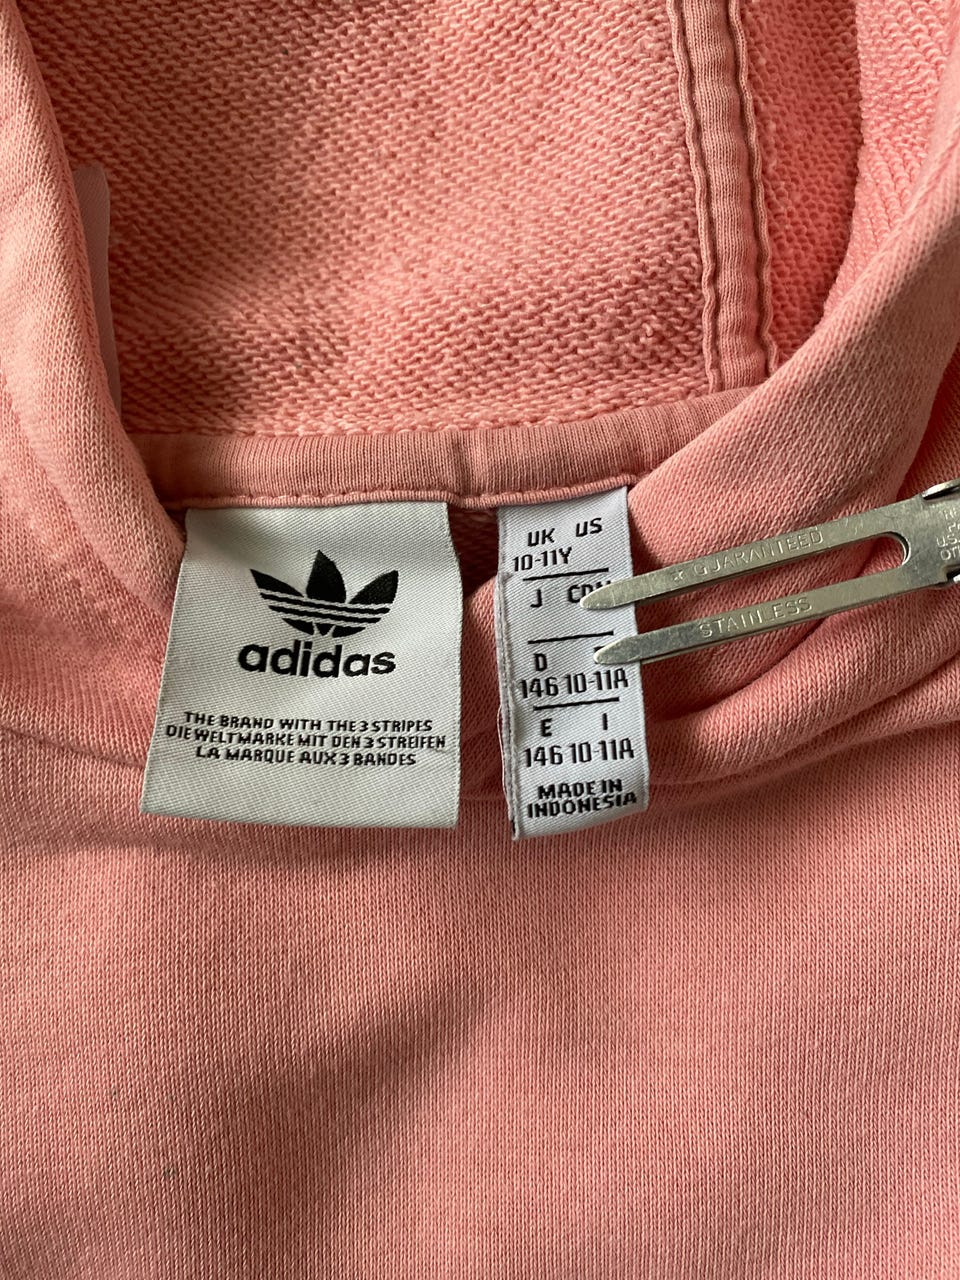 adidas
THE BRAND WITH THE 3 STRIPES
DIE WELTMARKE MIT DEN 3 STREIFEN
LA MARQUE AUX 3 BANDES
UK US
10-11Y
J
D
146 10-11A
E I
146 10-11A
MADE IN
INDONESIA
GUARANTEED
STAINLESS